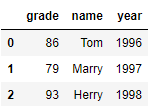 grade name year
0 86 Tom 1996
1 79 Marry 1997
2 93 Herry 1998